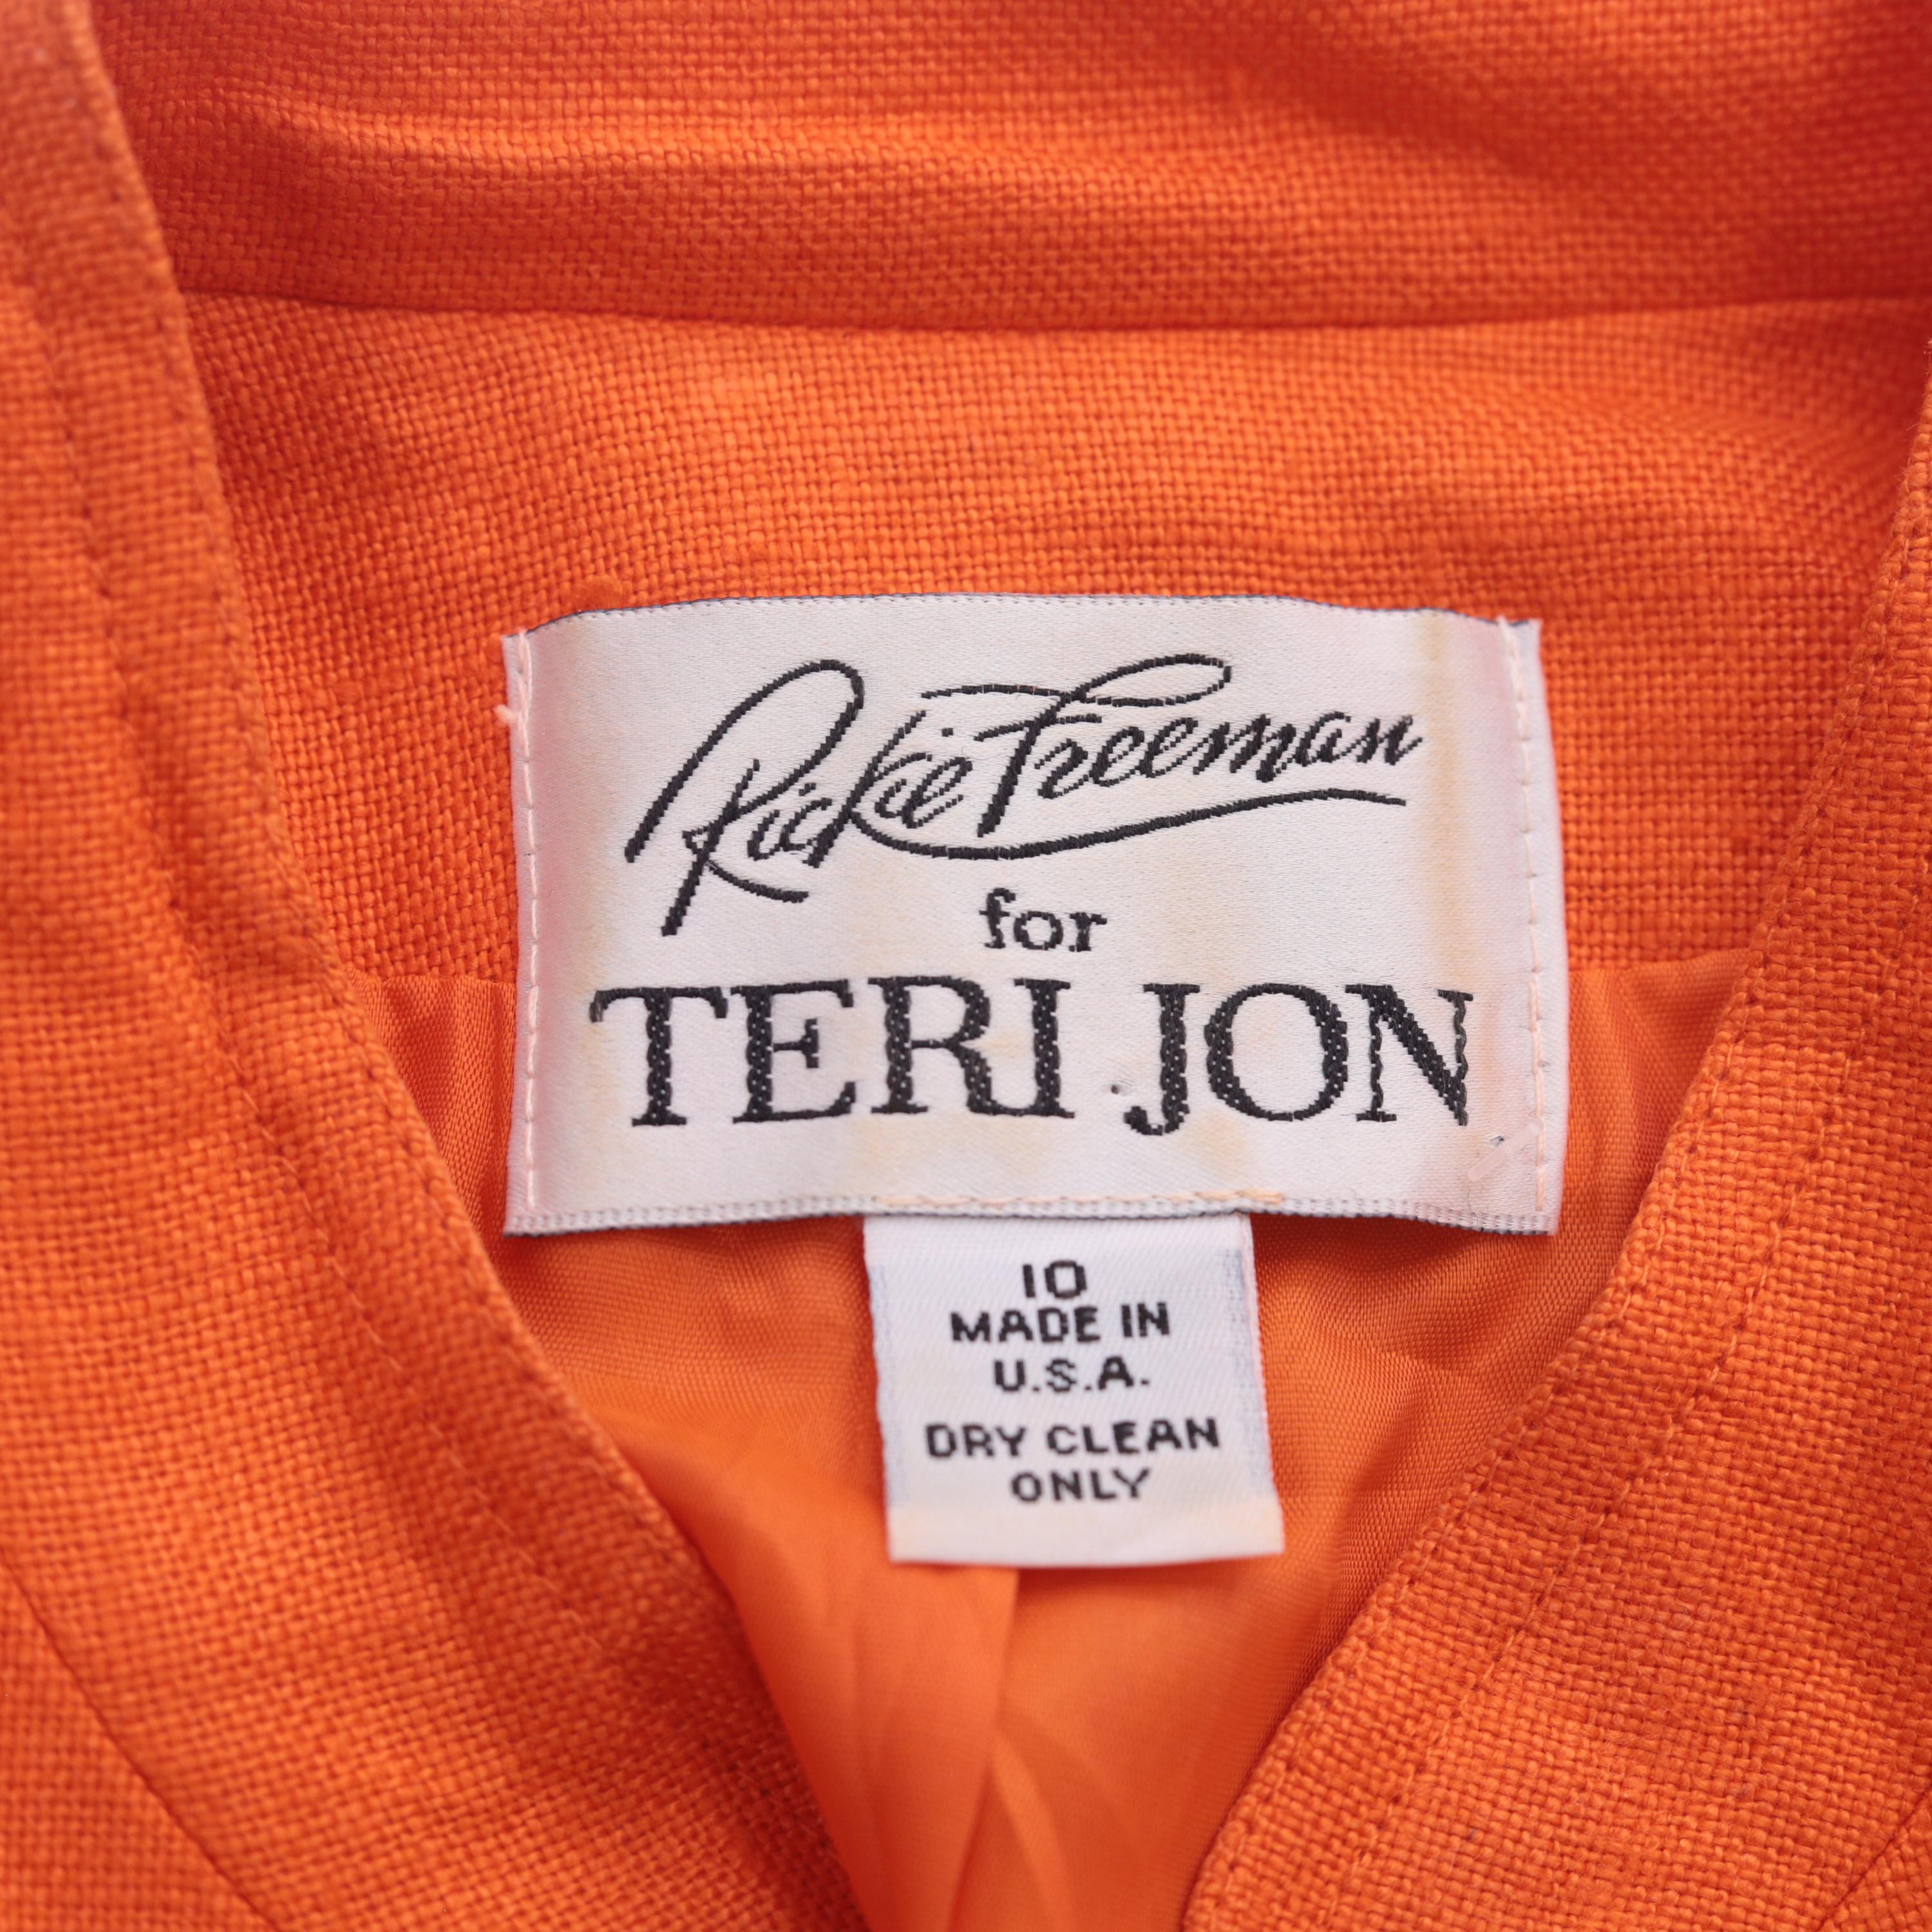 Rickie Freeman
for
TERI JON
10
MADE IN
U.S.A.
DRY CLEAN
ONLY